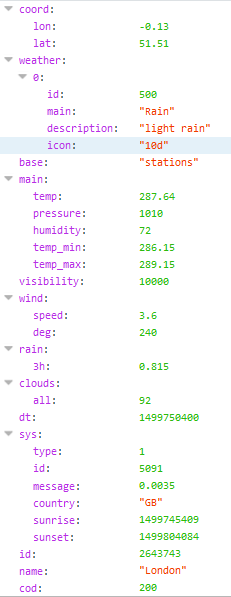 coord:
lon: -0.13
lat: 51.51
weather:
0:
id: 500
main: "Rain"
description: "light rain"
icon: "10d"
base: "stations"
main:
temp: 287.64
pressure: 1010
humidity: 72
temp_min: 286.15
temp_max: 289.15
visibility: 10000
wind:
speed: 3.6
deg: 240
rain:
3h: 0.815
clouds:
all: 92
dt: 1499750400
sys:
type: 1
id: 5091
message: 0.0035
country: "GB"
sunrise: 1499745409
sunset: 1499804084
id: 2643743
name: "London"
cod: 200